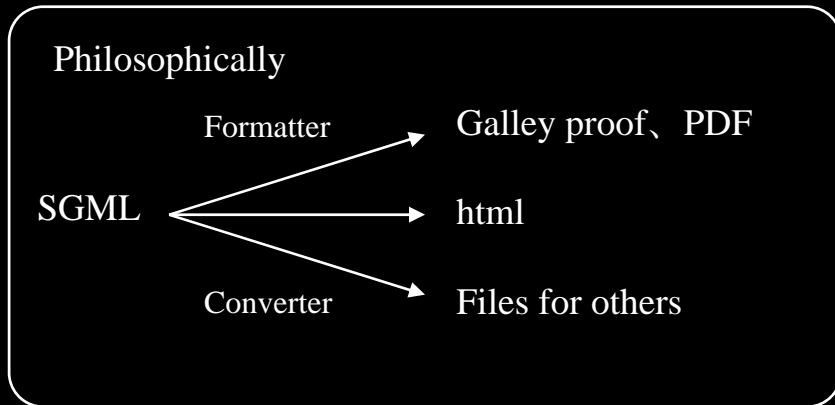 Philosophically
Formatter
Galley proof、PDF
SGML
html
Converter
Files for others